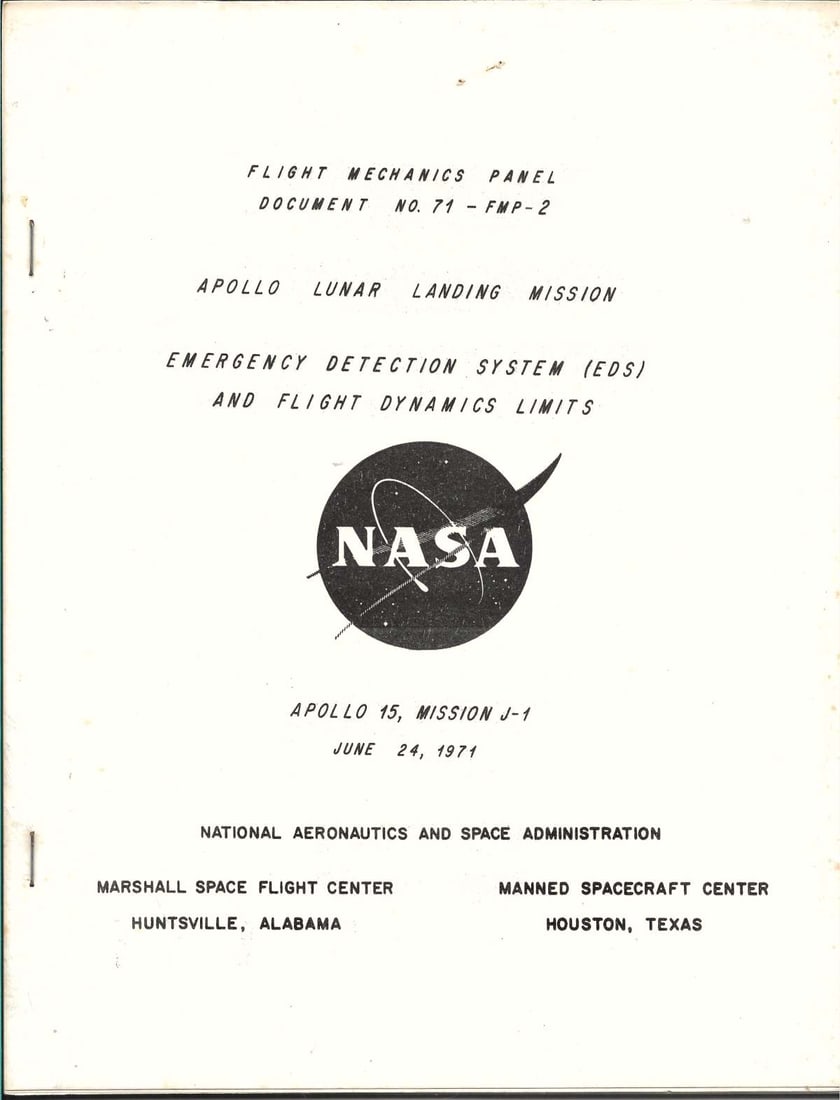 FLIGHT MECHANICS PANEL
DOCUMENT NO. 71 - FMP-2
APOLLO LUNAR LANDING MISSION
EMERGENCY DETECTION SYSTEM (EDS)
AND FLIGHT DYNAMICS LIMITS
NASA
APOLLO 15, MISSION J-1
JUNE 24, 1971
NATIONAL AERONAUTICS AND SPACE ADMINISTRATION
MARSHALL SPACE FLIGHT CENTER
HUNTSVILLE, ALABAMA
MANNED SPACECRAFT CENTER
HOUSTON, TEXAS